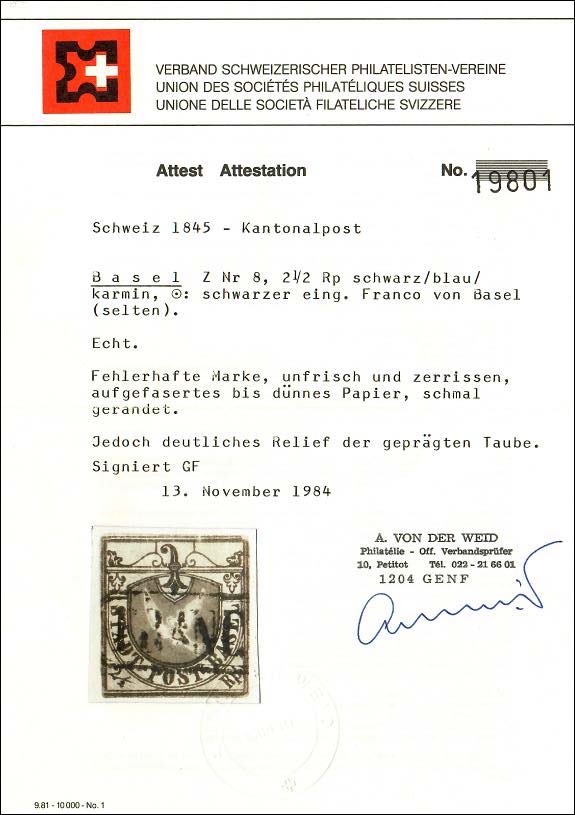 VERBAND SCHWEIZERISCHER PHILATELISTEN-VEREINE
UNION DES SOCIÉTÉS PHILATÉLIQUES SUISSES
UNIONE DELLE SOCIETÀ FILATELICHE SVIZZERE
Attest Attestation No. 19801
Schweiz 1845 - Kantonalpost
B a s e l Z Nr 8, 2½ Rp schwarz/blau/
karmin, ☉: schwarzer eing. Franco von Basel
(selten).
Echt.
Fehlerhafte Marke, unfrisch und zerrissen,
aufgefasertes bis dünnes Papier, schmal
gerandet.
Jedoch deutliches Relief der geprägten Taube.
Signiert GF
13. November 1984
A. VON DER WEID
Philatélie - Off. Verbandsprüfer
10, Petitot Tél. 022 - 21 66 01
1204 GENF
STADT-POST-BASEL
9.81 - 10 000 - No. 1